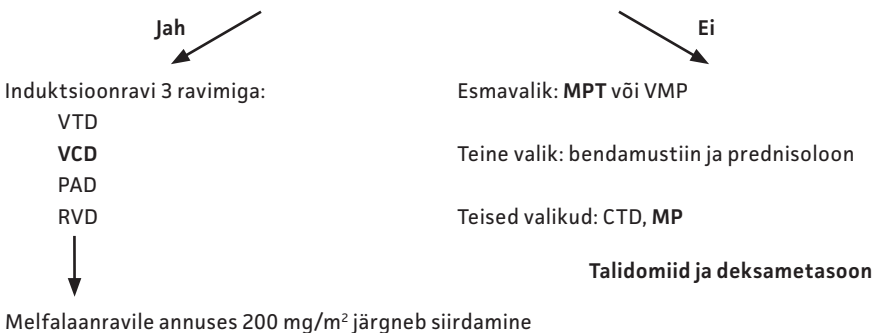 Jah
Ei
Induktsioonravi 3 ravimiga:
VTD
VCD
PAD
RVD
Esmavalik: MPT või VMP
Teine valik: bendamustiin ja prednisoloon
Teised valikud: CTD, MP
Talidomiid ja deksametasoon
Melfalaanravile annuses 200 mg/m² järgneb siirdamine